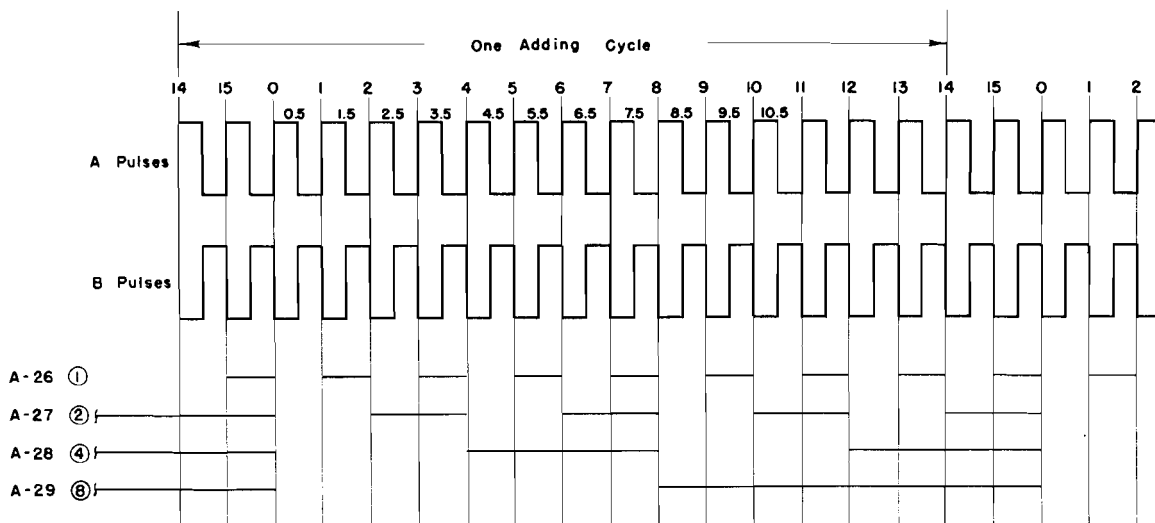 One Adding Cycle
14 15 0 1 2 3 4 5 6 7 8 9 10 11 12 13 14 15 0 1 2
0.5 1.5 2.5 3.5 4.5 5.5 6.5 7.5 8.5 9.5 10.5
A Pulses
B Pulses
A-26 1
A-27 2
A-28 4
A-29 8